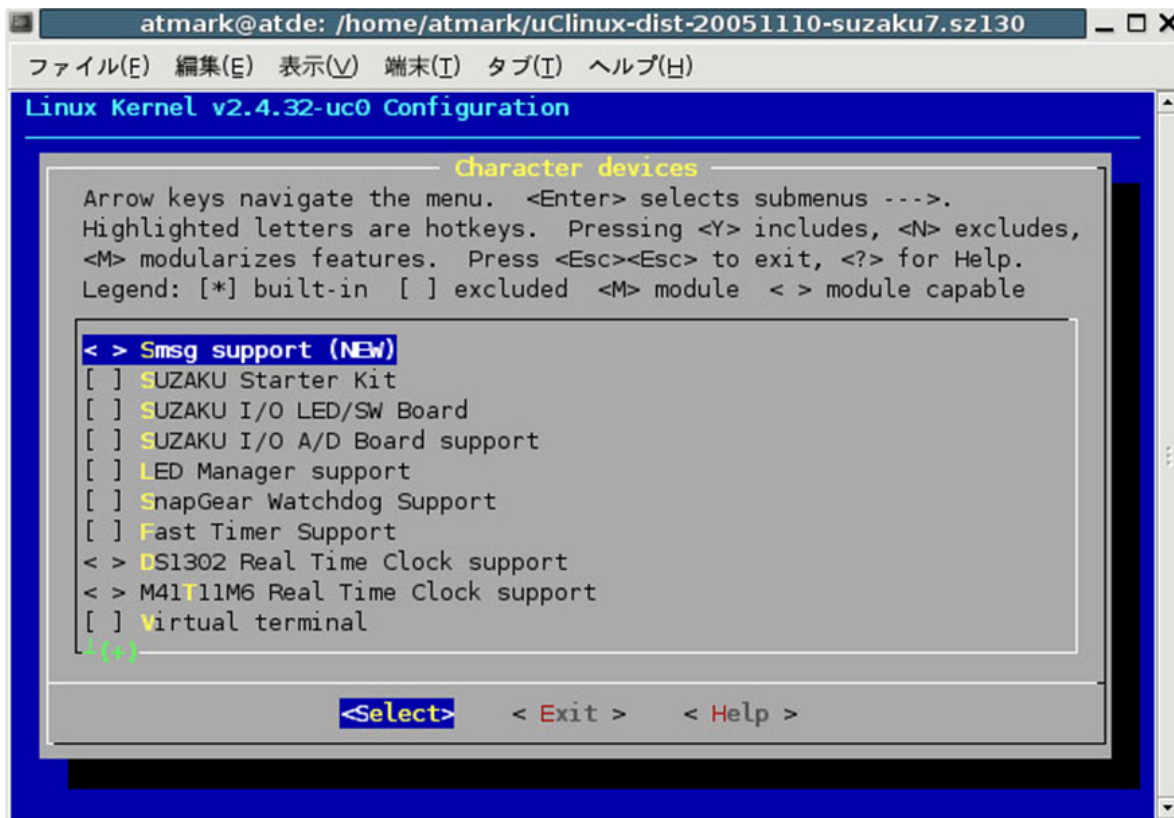 atmark@atde: /home/atmark/uClinux-dist-20051110-suzaku7.sz130
ファイル(F) 編集(E) 表示(V) 端末(T) タブ(T) ヘルプ(H)
Linux Kernel v2.4.32-uc0 Configuration
Character devices
Arrow keys navigate the menu.  <Enter> selects submenus --->.
Highlighted letters are hotkeys.  Pressing <Y> includes, <N> excludes,
<M> modularizes features.  Press <Esc><Esc> to exit, <?> for Help.
Legend: [*] built-in  [ ] excluded  <M> module  < > module capable
< > Smsg support (NEW)
[ ] SUZAKU Starter Kit
[ ] SUZAKU I/O LED/SW Board
[ ] SUZAKU I/O A/D Board support
[ ] LED Manager support
[ ] SnapGear Watchdog Support
[ ] Fast Timer Support
< > DS1302 Real Time Clock support
< > M41T11M6 Real Time Clock support
[ ] Virtual terminal
(+)
<Select>    < Exit >    < Help >